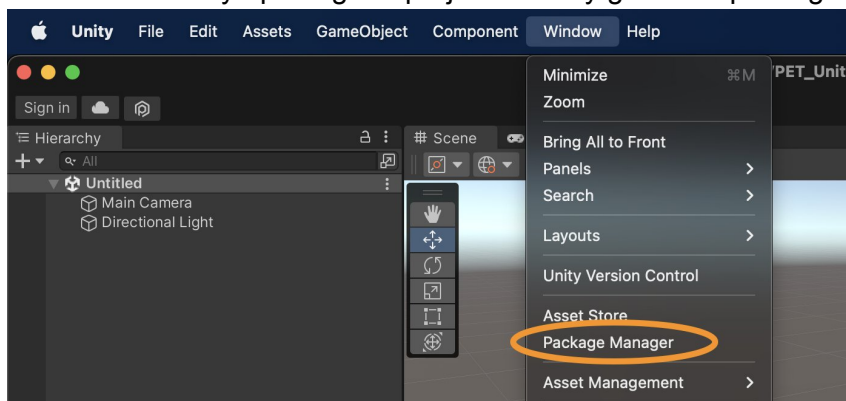 Unity File Edit Assets GameObject Component Window Help
Minimize ⌘M
'PET_Unit
Sign in
Zoom
Hierarchy
# Scene
Bring All to Front
All
Panels
Untitled
Search
Main Camera
Directional Light
Layouts
Unity Version Control
Asset Store
Package Manager
Asset Management